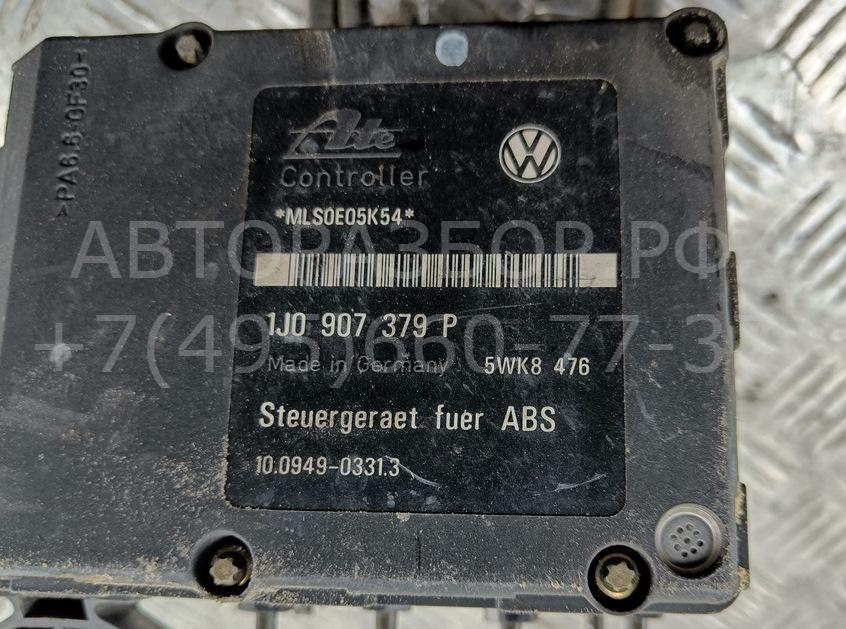 >PA6.6-GF30<
Ate
Controller
*MLS0E05K54*
АВТОРАЗБОР.РФ
1J0 907 379 P
+7(495)660-77-3
Made in Germany 5WK8 476
Steuergeraet fuer ABS
10.0949-0331.3